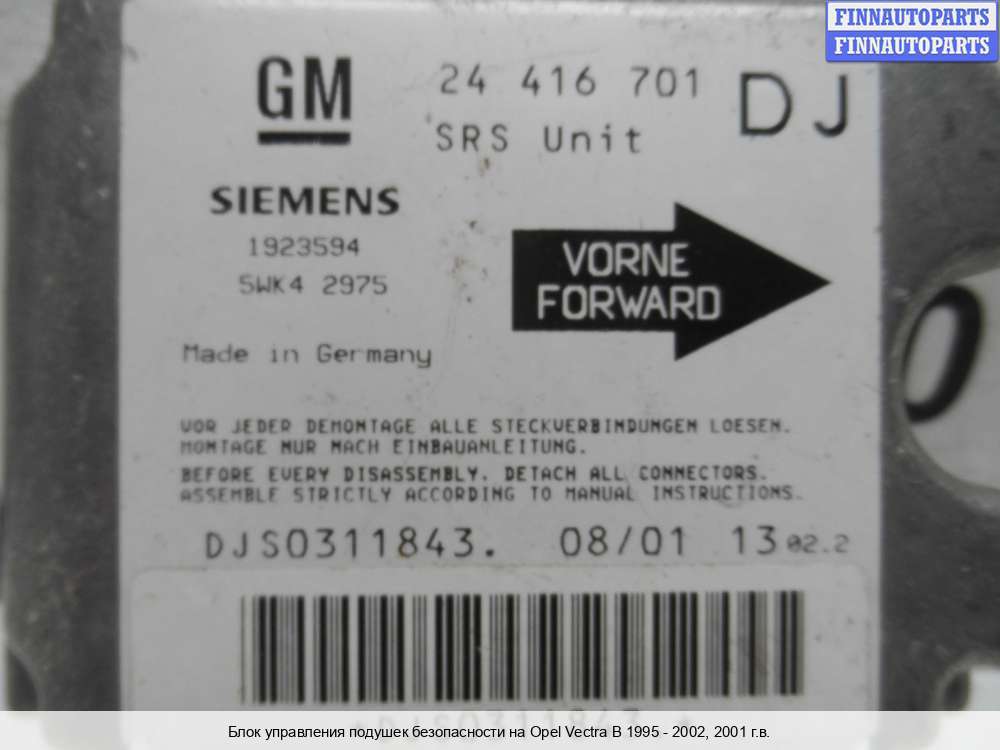 FINNAUTOPARTS
FINNAUTOPARTS
GM 24 416 701 DJ
SRS Unit
SIEMENS
1923594
5WK4 2975
VORNE
FORWARD
Made in Germany
VOR JEDER DEMONTAGE ALLE STECKVERBINDUNGEN LOESEN.
MONTAGE NUR NACH EINBAUANLEITUNG.
BEFORE EVERY DISASSEMBLY. DETACH ALL CONNECTORS.
ASSEMBLE STRICTLY ACCORDING TO MANUAL INSTRUCTIONS.
DJS0311843. 08/01 13 02.2
*DJS0311843.*
Блок управления подушек безопасности на Opel Vectra B 1995 - 2002, 2001 г.в.